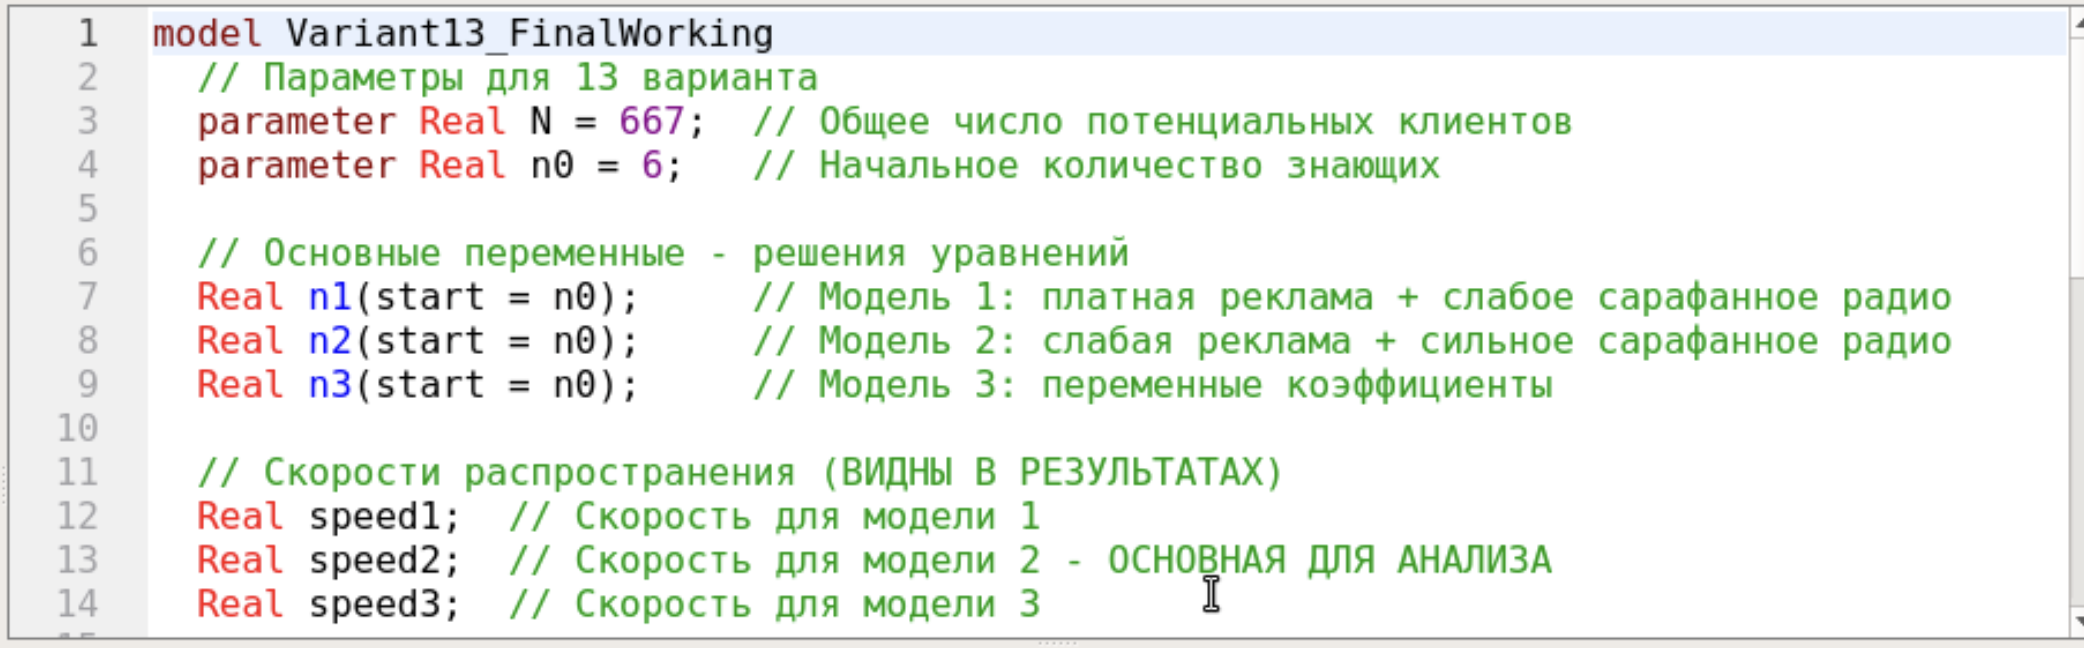 1 model Variant13_FinalWorking
2 // Параметры для 13 варианта
3 parameter Real N = 667; // Общее число потенциальных клиентов
4 parameter Real n0 = 6; // Начальное количество знающих
5
6 // Основные переменные - решения уравнений
7 Real n1(start = n0); // Модель 1: платная реклама + слабое сарафанное радио
8 Real n2(start = n0); // Модель 2: слабая реклама + сильное сарафанное радио
9 Real n3(start = n0); // Модель 3: переменные коэффициенты
10
11 // Скорости распространения (ВИДНЫ В РЕЗУЛЬТАТАХ)
12 Real speed1; // Скорость для модели 1
13 Real speed2; // Скорость для модели 2 - ОСНОВНАЯ ДЛЯ АНАЛИЗА
14 Real speed3; // Скорость для модели 3